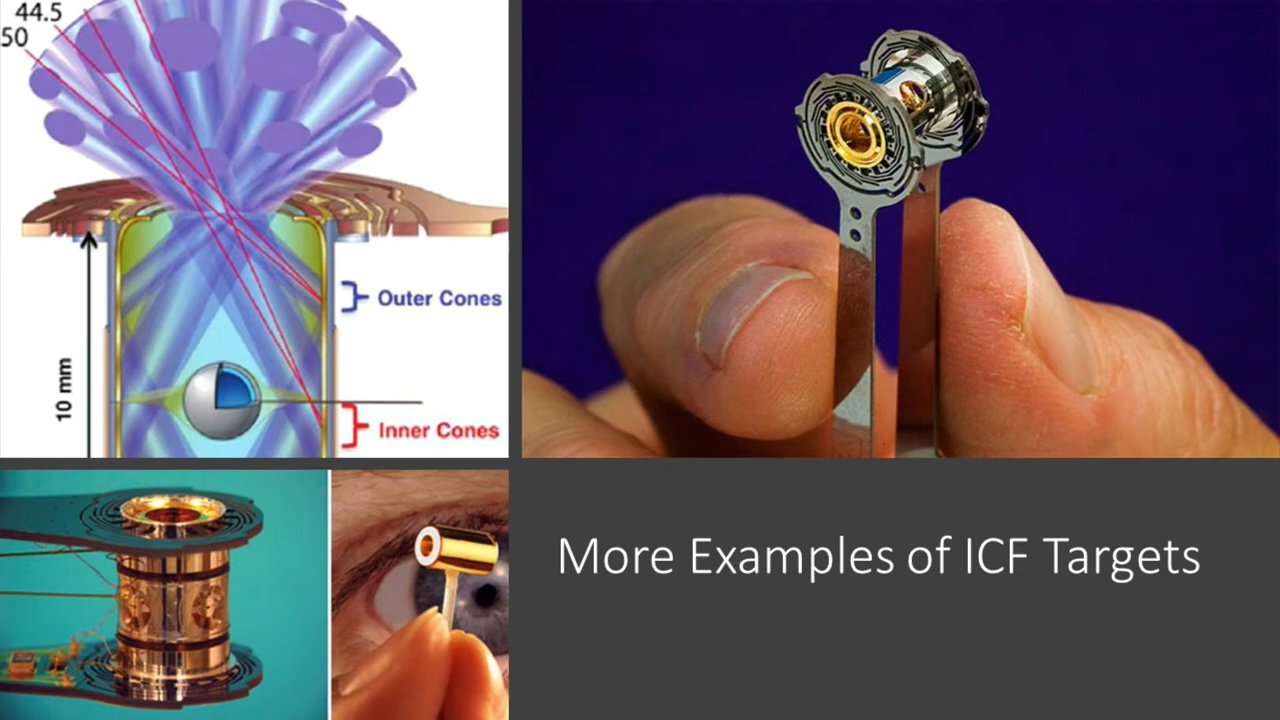 44.5
50
Outer Cones
10 mm
Inner Cones
More Examples of ICF Targets